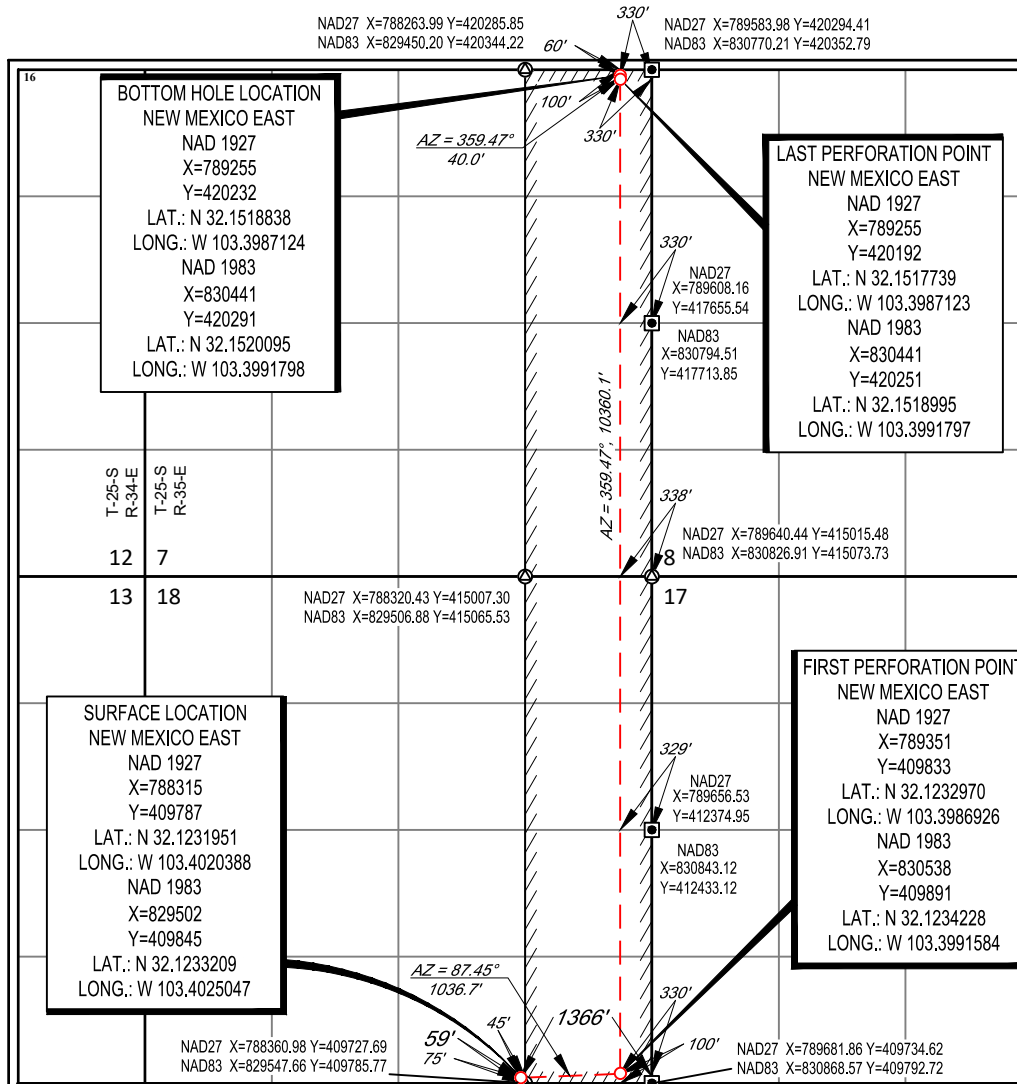 NAD27 X=788263.99 Y=420285.85
NAD83 X=829450.20 Y=420344.22
330'
NAD27 X=789583.98 Y=420294.41
NAD83 X=830770.21 Y=420352.79
60'
16
BOTTOM HOLE LOCATION
NEW MEXICO EAST
NAD 1927
X=789255
Y=420232
LAT.: N 32.1518838
LONG.: W 103.3987124
NAD 1983
X=830441
Y=420291
LAT.: N 32.1520095
LONG.: W 103.3991798
100'
330'
AZ = 359.47°
40.0'
LAST PERFORATION POINT
NEW MEXICO EAST
NAD 1927
X=789255
Y=420192
LAT.: N 32.1517739
LONG.: W 103.3987123
NAD 1983
X=830441
Y=420251
LAT.: N 32.1518995
LONG.: W 103.3991797
330'
NAD27
X=789608.16
Y=417655.54
NAD83
X=830794.51
Y=417713.85
AZ = 359.47°, 10360.1'
T-25-S
R-34-E
T-25-S
R-35-E
338'
NAD27 X=789640.44 Y=415015.48
NAD83 X=830826.91 Y=415073.73
12 7
8
13 18
17
NAD27 X=788320.43 Y=415007.30
NAD83 X=829506.88 Y=415065.53
SURFACE LOCATION
NEW MEXICO EAST
NAD 1927
X=788315
Y=409787
LAT.: N 32.1231951
LONG.: W 103.4020388
NAD 1983
X=829502
Y=409845
LAT.: N 32.1233209
LONG.: W 103.4025047
FIRST PERFORATION POINT
NEW MEXICO EAST
NAD 1927
X=789351
Y=409833
LAT.: N 32.1232970
LONG.: W 103.3986926
NAD 1983
X=830538
Y=409891
LAT.: N 32.1234228
LONG.: W 103.3991584
329'
NAD27
X=789656.53
Y=412374.95
NAD83
X=830843.12
Y=412433.12
AZ = 87.45°
1036.7'
330'
45'
1366'
59'
75'
100'
NAD27 X=788360.98 Y=409727.69
NAD83 X=829547.66 Y=409785.77
NAD27 X=789681.86 Y=409734.62
NAD83 X=830868.57 Y=409792.72